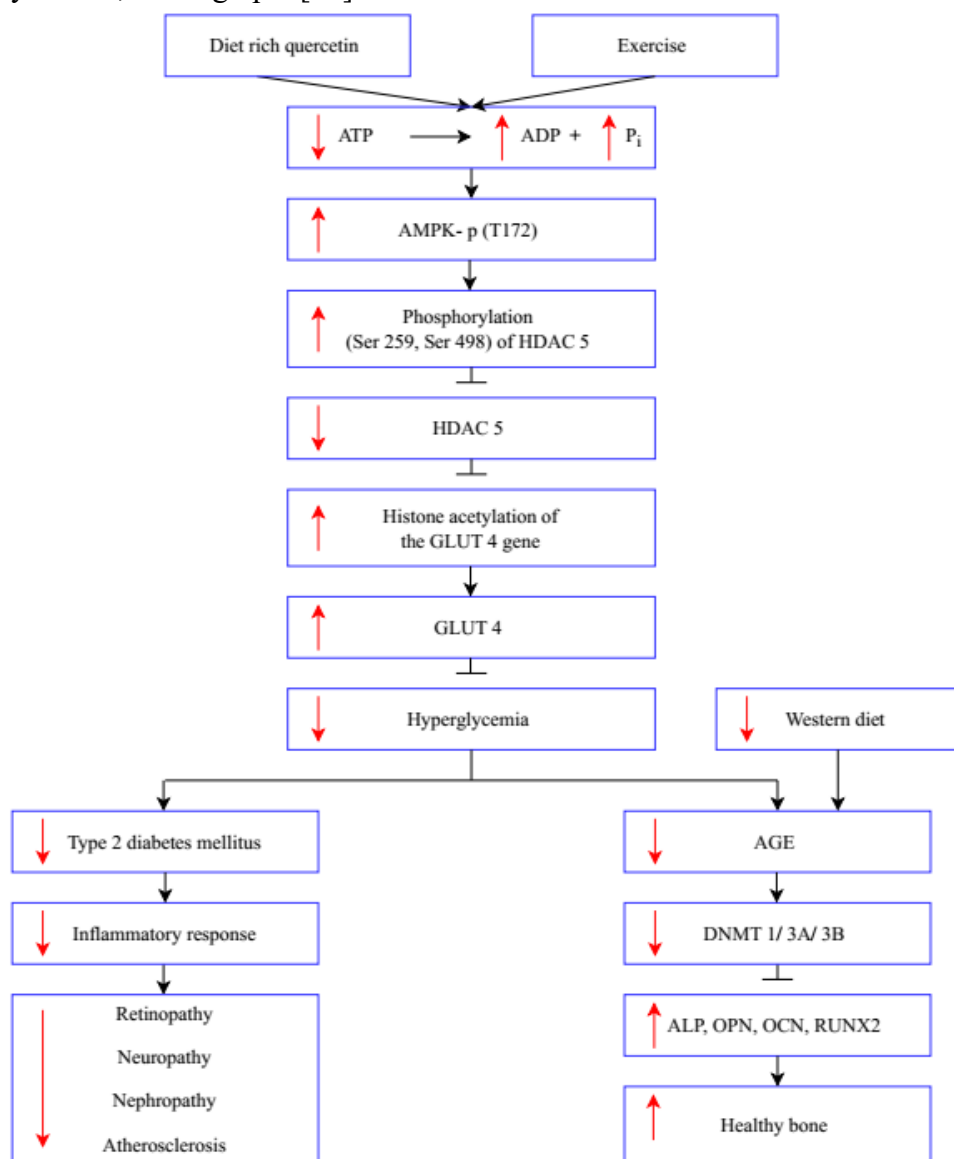 Diet rich quercetin
Exercise
ATP ADP + Pi
AMPK- p (T172)
Phosphorylation
(Ser 259, Ser 498) of HDAC 5
HDAC 5
Histone acetylation of
the GLUT 4 gene
GLUT 4
Hyperglycemia
Western diet
Type 2 diabetes mellitus
AGE
Inflammatory response
DNMT 1/ 3A/ 3B
Retinopathy
Neuropathy
Nephropathy
Atherosclerosis
ALP, OPN, OCN, RUNX2
Healthy bone